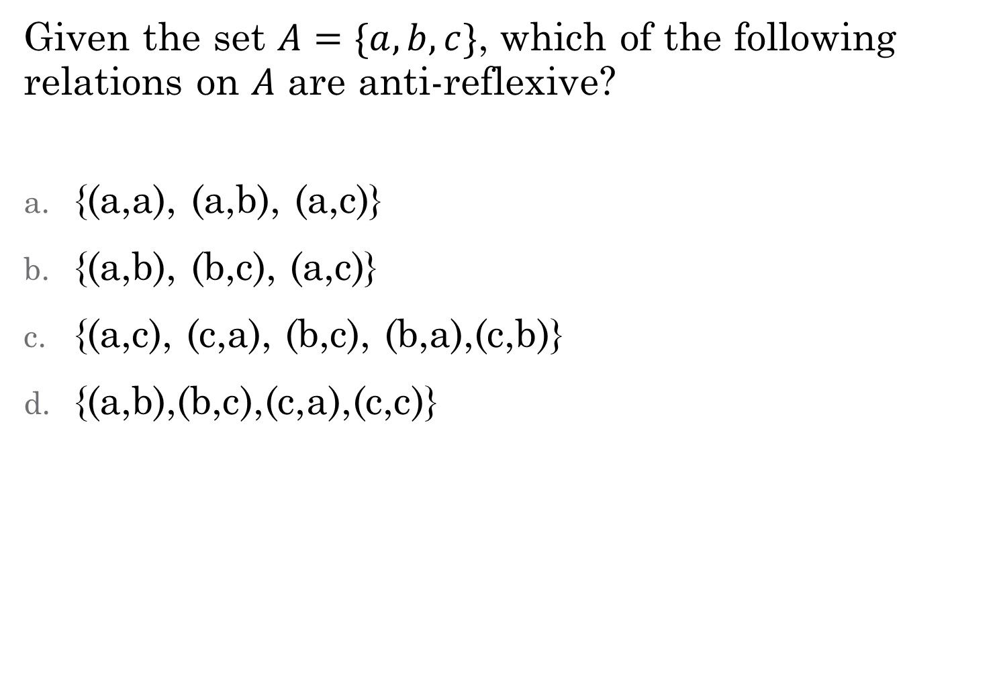 Given the set A = {a, b, c}, which of the following
relations on A are anti-reflexive?
a. {(a,a), (a,b), (a,c)}
b. {(a,b), (b,c), (a,c)}
c. {(a,c), (c,a), (b,c), (b,a),(c,b)}
d. {(a,b),(b,c),(c,a),(c,c)}